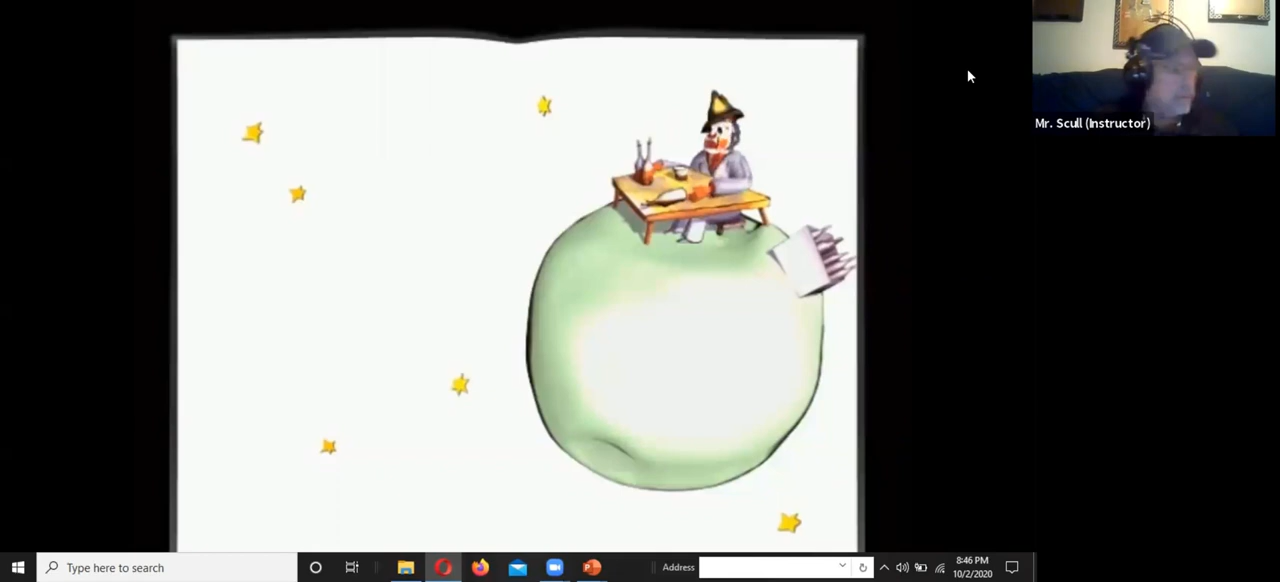 Mr. Scull (Instructor)
Type here to search
Address
8:46 PM
10/2/2020